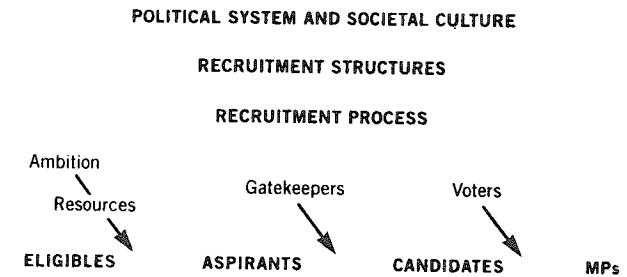 POLITICAL SYSTEM AND SOCIETAL CULTURE
RECRUITMENT STRUCTURES
RECRUITMENT PROCESS
Ambition
Resources
Gatekeepers
Voters
ELIGIBLES ASPIRANTS CANDIDATES MPs